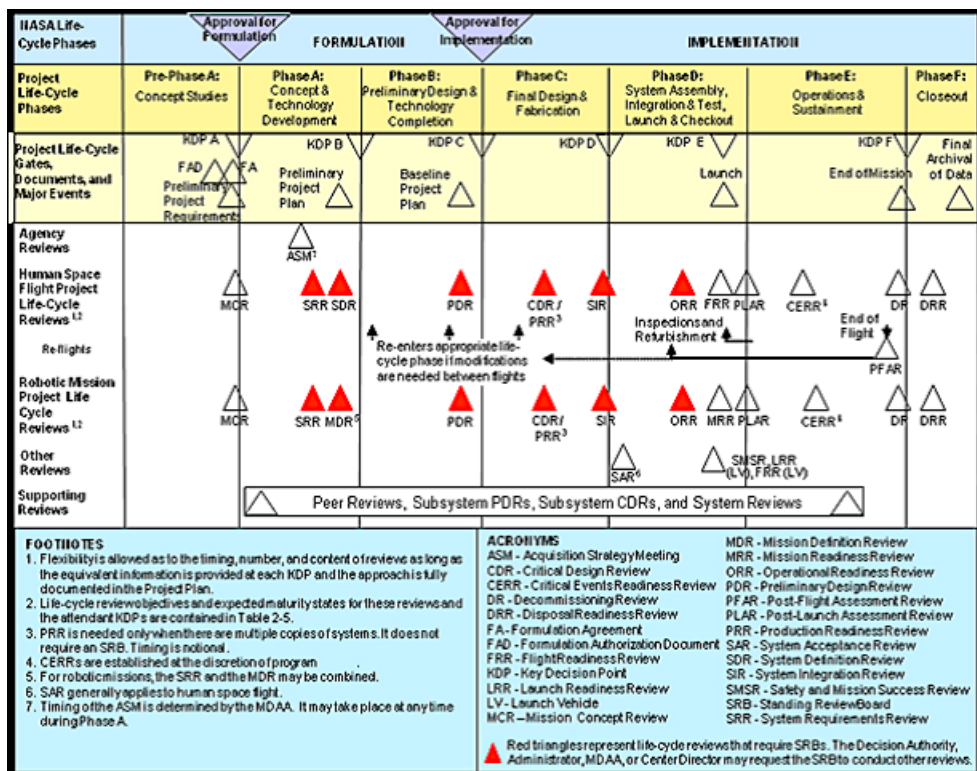 NASA Life-
Cycle Phases
Approval for
Formulation
FORMULATION
Approval for
Implementation
IMPLEMENTATION
Project
Life-Cycle
Phases
Pre-Phase A:
Concept Studies
Phase A:
Concept &
Technology
Development
Phase B:
Preliminary Design &
Technology
Completion
Phase C:
Final Design &
Fabrication
Phase D:
System Assembly,
Integration & Test,
Launch & Checkout
Phase E:
Operations &
Sustainment
Phase F:
Closeout
Project Life-Cycle
Gates,
Documents, and
Major Events
KDP A
FAD
FA
Preliminary
Project
Requirements
KDP B
Preliminary
Project
Plan
KDP C
Baseline
Project
Plan
KDP D
KDP E
Launch
KDP F
End of Mission
Final
Archival
of Data
Agency
Reviews
ASM7
Human Space
Flight Project
Life-Cycle
Reviews 1,2
MCR
SRR SDR
PDR
CDR /
PRR 3
SIR
ORR
FRR PLAR
CERR4
DR
DRR
Re-flights
Re-enters appropriate life-
cycle phase if modifications
are needed between flights
Inspections and
Refurbishment
End of
Flight
PFAR
Robotic Mission
Project Life
Cycle
Reviews 1,2
MCR
SRR MDR5
PDR
CDR/
PRR 3
SIR
ORR
MRR PLAR
CERR4
DR
DRR
Other
Reviews
SAR6
SMSR, LRR
(LV), FRR (LV)
Supporting
Reviews
Peer Reviews, Subsystem PDRs, Subsystem CDRs, and System Reviews
FOOTNOTES
1. Flexibility is allowed as to the timing, number, and content of reviews as long as
the equivalent information is provided at each KDP and the approach is fully
documented in the Project Plan.
2. Life-cycle review objectives and expected maturity states for these reviews and
the attendant KDPs are contained in Table 2-5.
3. PRR is needed only when there are multiple copies of systems. It does not
require an SRB. Timing is notional.
4. CERRs are established at the discretion of program .
5. For robotic missions, the SRR and the MDR may be combined.
6. SAR generally applies to human space flight.
7. Timing of the ASM is determined by the MDAA. It may take place at any time
during Phase A.
ACRONYMS
ASM - Acquisition Strategy Meeting
CDR - Critical Design Review
CERR - Critical Events Readiness Review
DR - Decommissioning Review
DRR - Disposal Readiness Review
FA - Formulation Agreement
FAD - Formulation Authorization Document
FRR - Flight Readiness Review
KDP - Key Decision Point
LRR - Launch Readiness Review
LV - Launch Vehicle
MCR - Mission Concept Review
MDR - Mission Definition Review
MRR - Mission Readiness Review
ORR - Operational Readiness Review
PDR - Preliminary Design Review
PFAR - Post-Flight Assessment Review
PLAR - Post-Launch Assessment Review
PRR - Production Readiness Review
SAR - System Acceptance Review
SDR - System Definition Review
SIR - System Integration Review
SMSR - Safety and Mission Success Review
SRB - Standing Review Board
SRR - System Requirements Review
Red triangles represent life-cycle reviews that require SRBs. The Decision Authority,
Administrator, MDAA, or Center Director may request the SRB to conduct other reviews.